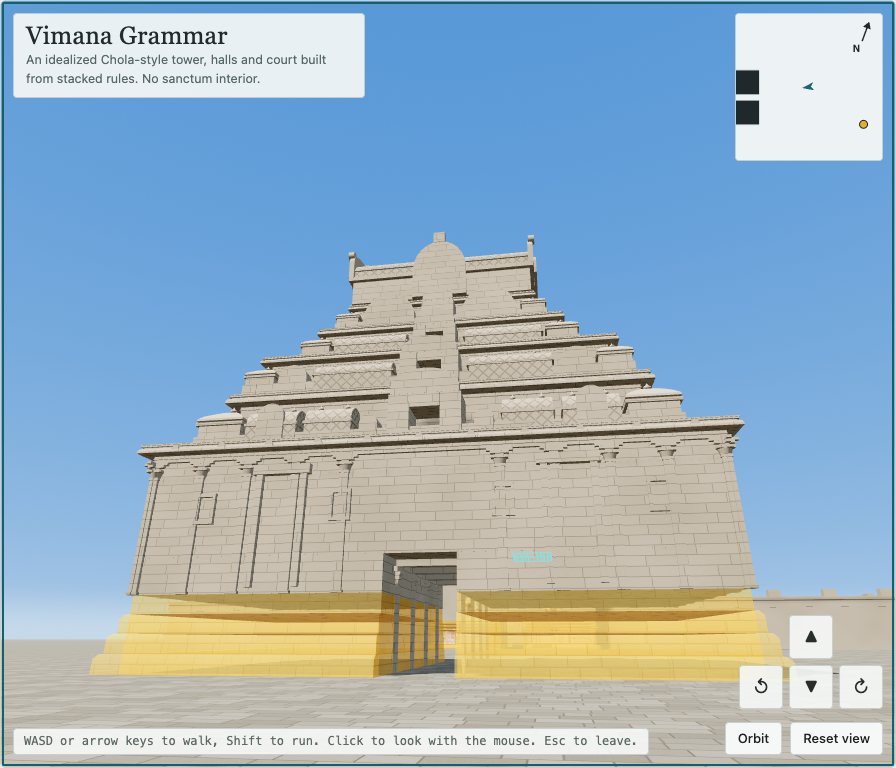 Vimana Grammar
An idealized Chola-style tower, halls and court built
from stacked rules. No sanctum interior.
N
WASD or arrow keys to walk, Shift to run. Click to look with the mouse. Esc to leave.
Orbit
Reset view